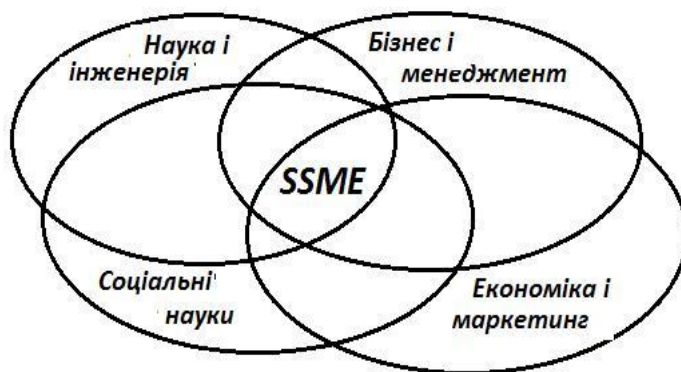 Наука і
інженерія
Бізнес і
менеджмент
SSME
Соціальні
науки
Економіка і
маркетинг